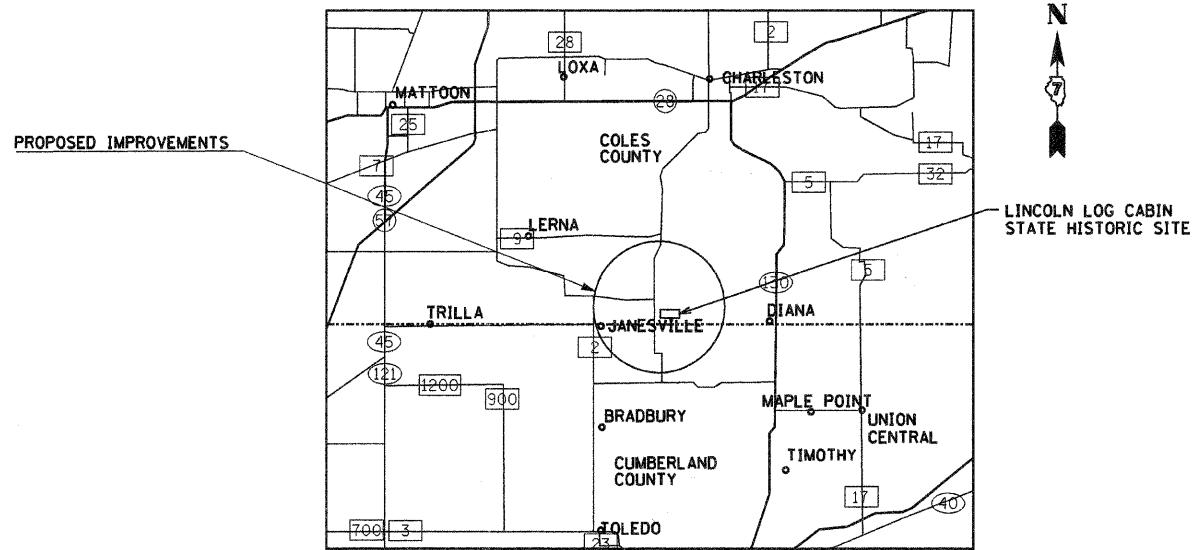 N
7
28
2
LOXA
CHARLESTON
17
MATTOON
28
25
PROPOSED IMPROVEMENTS
COLES
COUNTY
17
7
5
32
45
57
LINCOLN LOG CABIN
STATE HISTORIC SITE
LERNA
9
130
TRILLA
DIANA
JANESVILLE
45
2
121
1200
900
MAPLE POINT
BRADBURY
UNION
CENTRAL
TIMOTHY
CUMBERLAND
COUNTY
17
40
700
3
TOLEDO
23